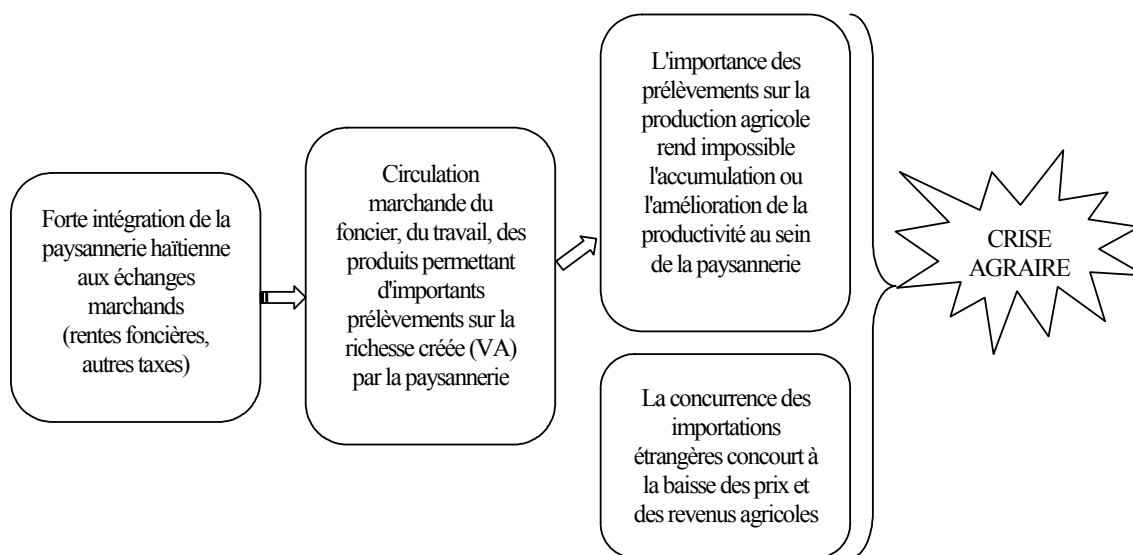 Forte intégration de la
paysannerie haïtienne
aux échanges
marchands
(rentes foncières,
autres taxes)
Circulation
marchande du
foncier, du travail, des
produits permettant
d'importants
prélèvements sur la
richesse créée (VA)
par la paysannerie
L'importance des
prélèvements sur la
production agricole
rend impossible
l'accumulation ou
l'amélioration de la
productivité au sein
de la paysannerie
La concurrence des
importations
étrangères concourt à
la baisse des prix et
des revenus agricoles
CRISE
AGRAIRE